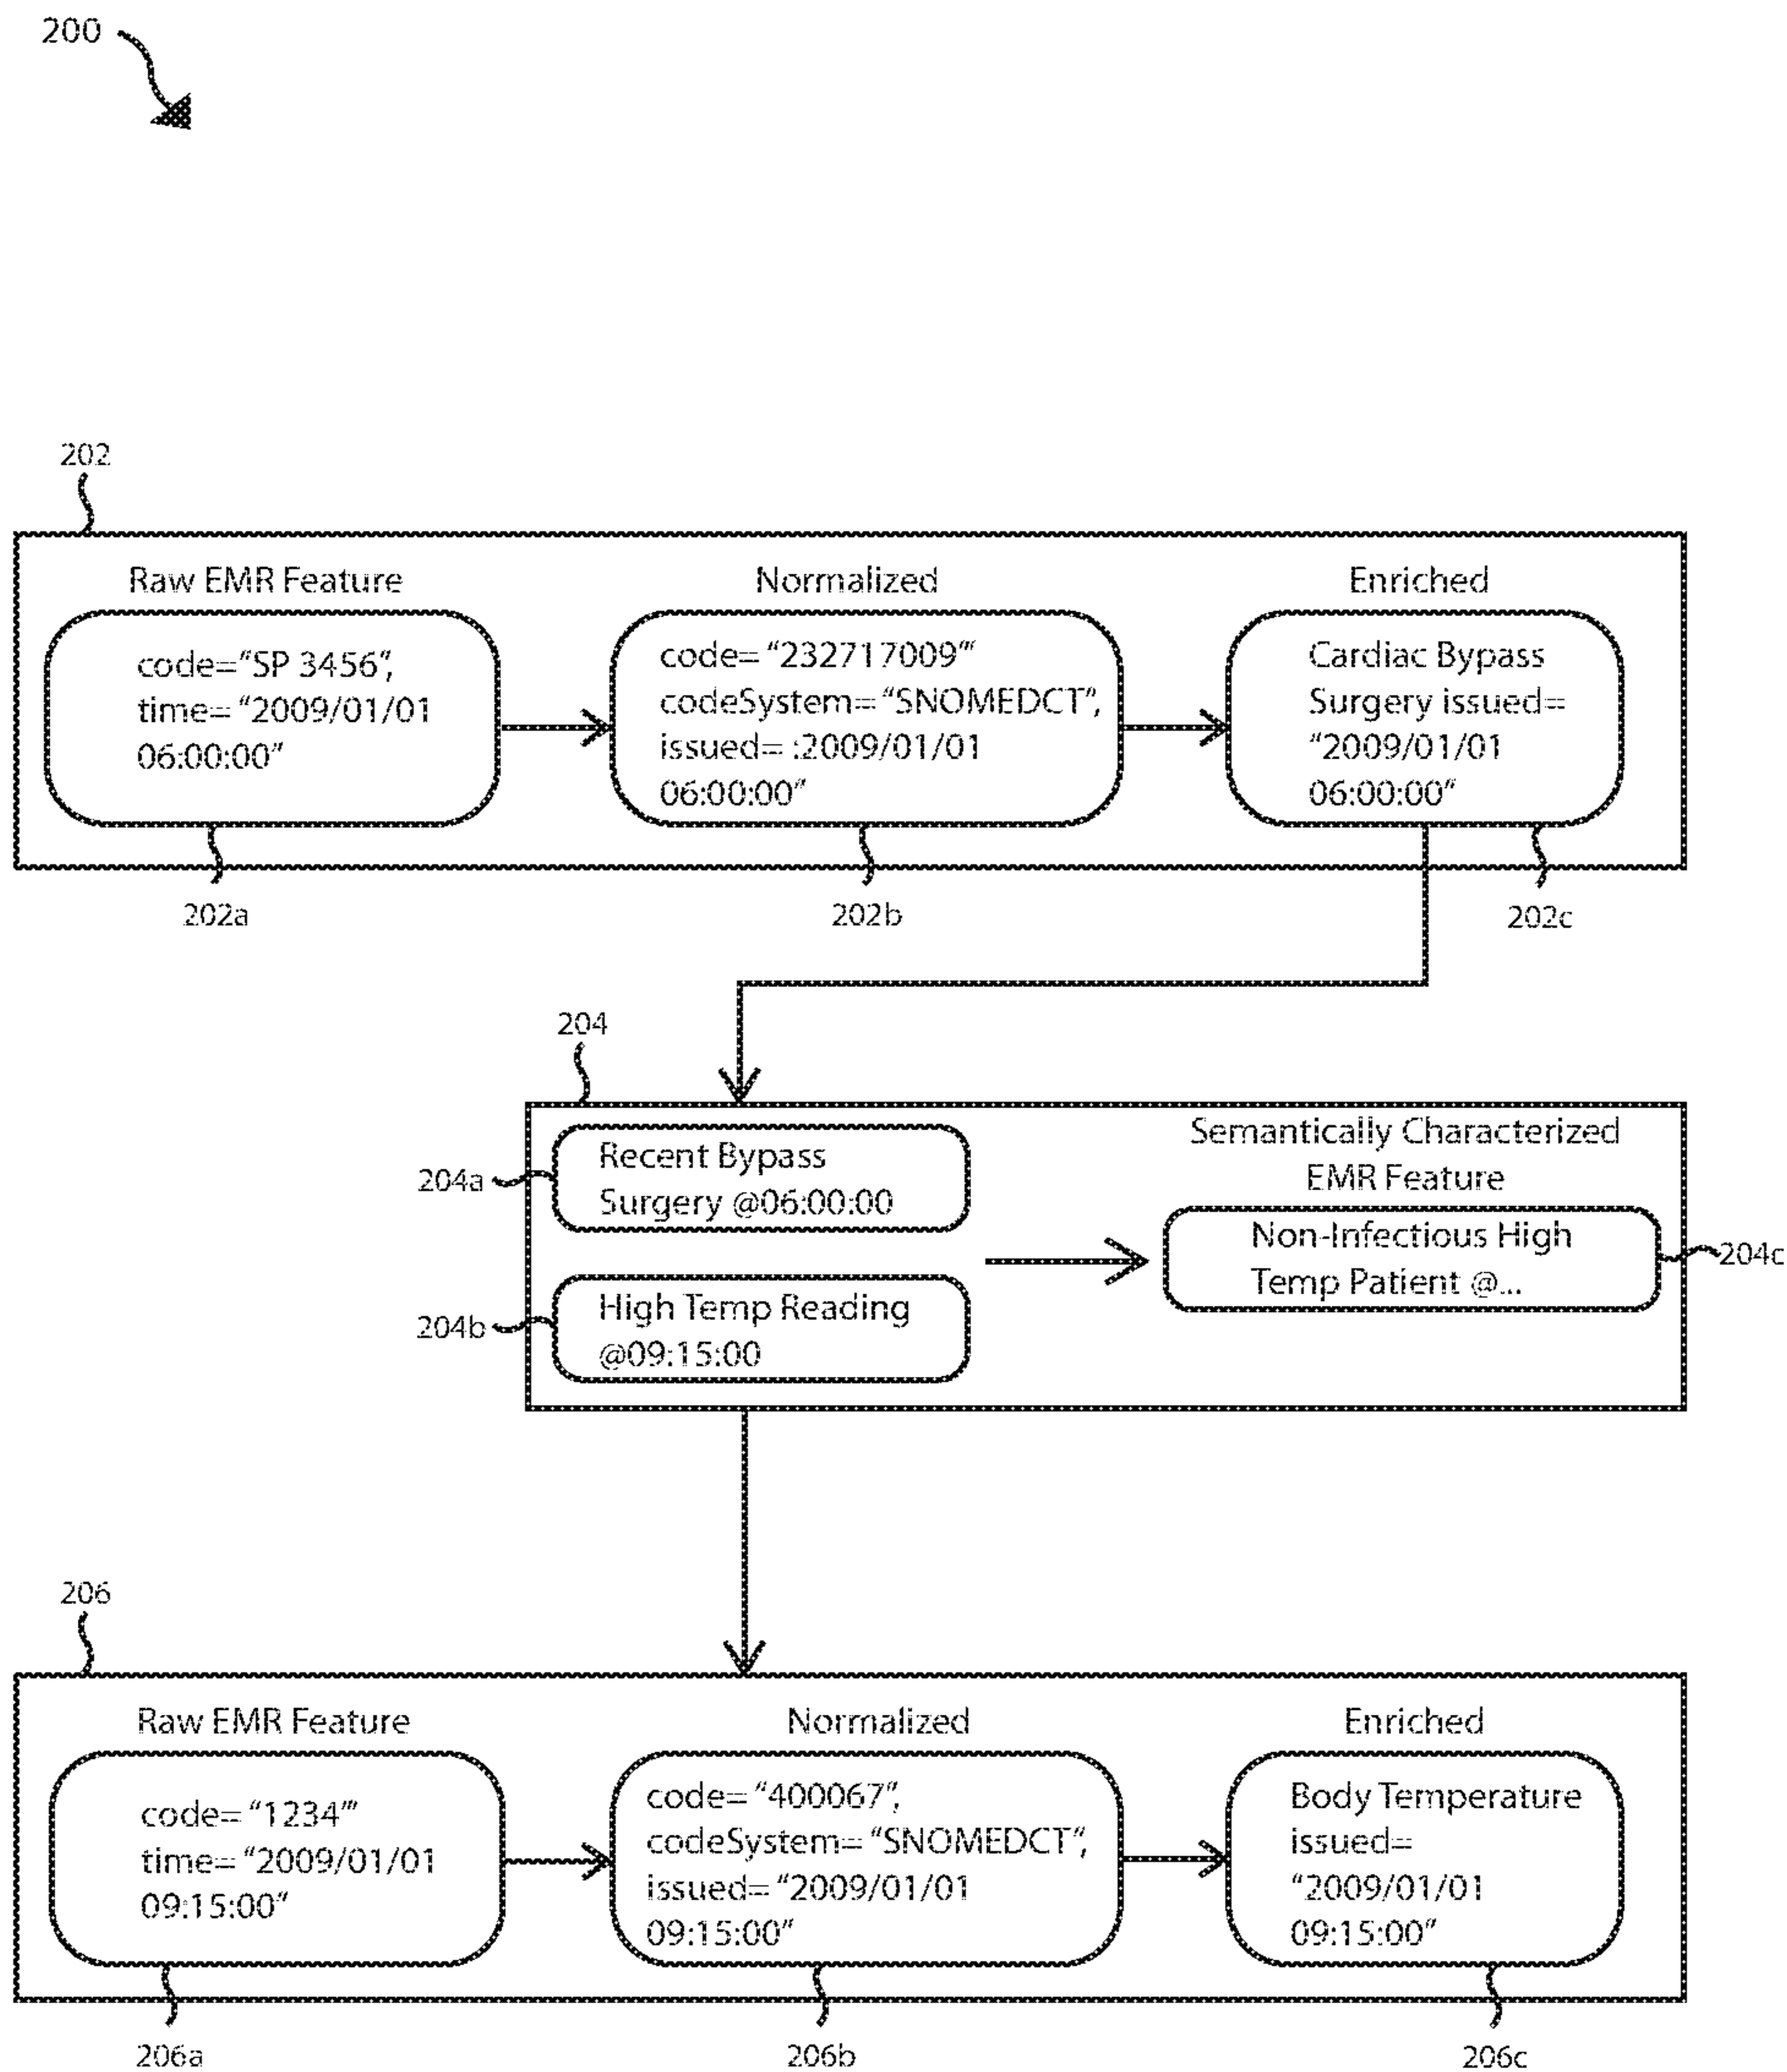 200
202
Raw EMR Feature
Normalized
Enriched
code=“SP 3456”,
time= “2009/01/01
06:00:00”
code= “232717009'”
codeSystem= “SNOMEDCT”,
issued= :2009/01/01
06:00:00”
Cardiac Bypass
Surgery issued=
“2009/01/01
06:00:00”
202a
202b
202c
204
204a
Recent Bypass
Surgery @06:00:00
Semantically Characterized
EMR Feature
Non-Infectious High
Temp Patient @...
204c
204b
High Temp Reading
@09:15:00
206
Raw EMR Feature
Normalized
Enriched
code= “1234'”
time= “2009/01/01
09:15:00”
code= “400067”,
codeSystem= “SNOMEDCT”,
issued= “2009/01/01
09:15:00”
Body Temperature
issued=
“2009/01/01
09:15:00”
206a
206b
206c